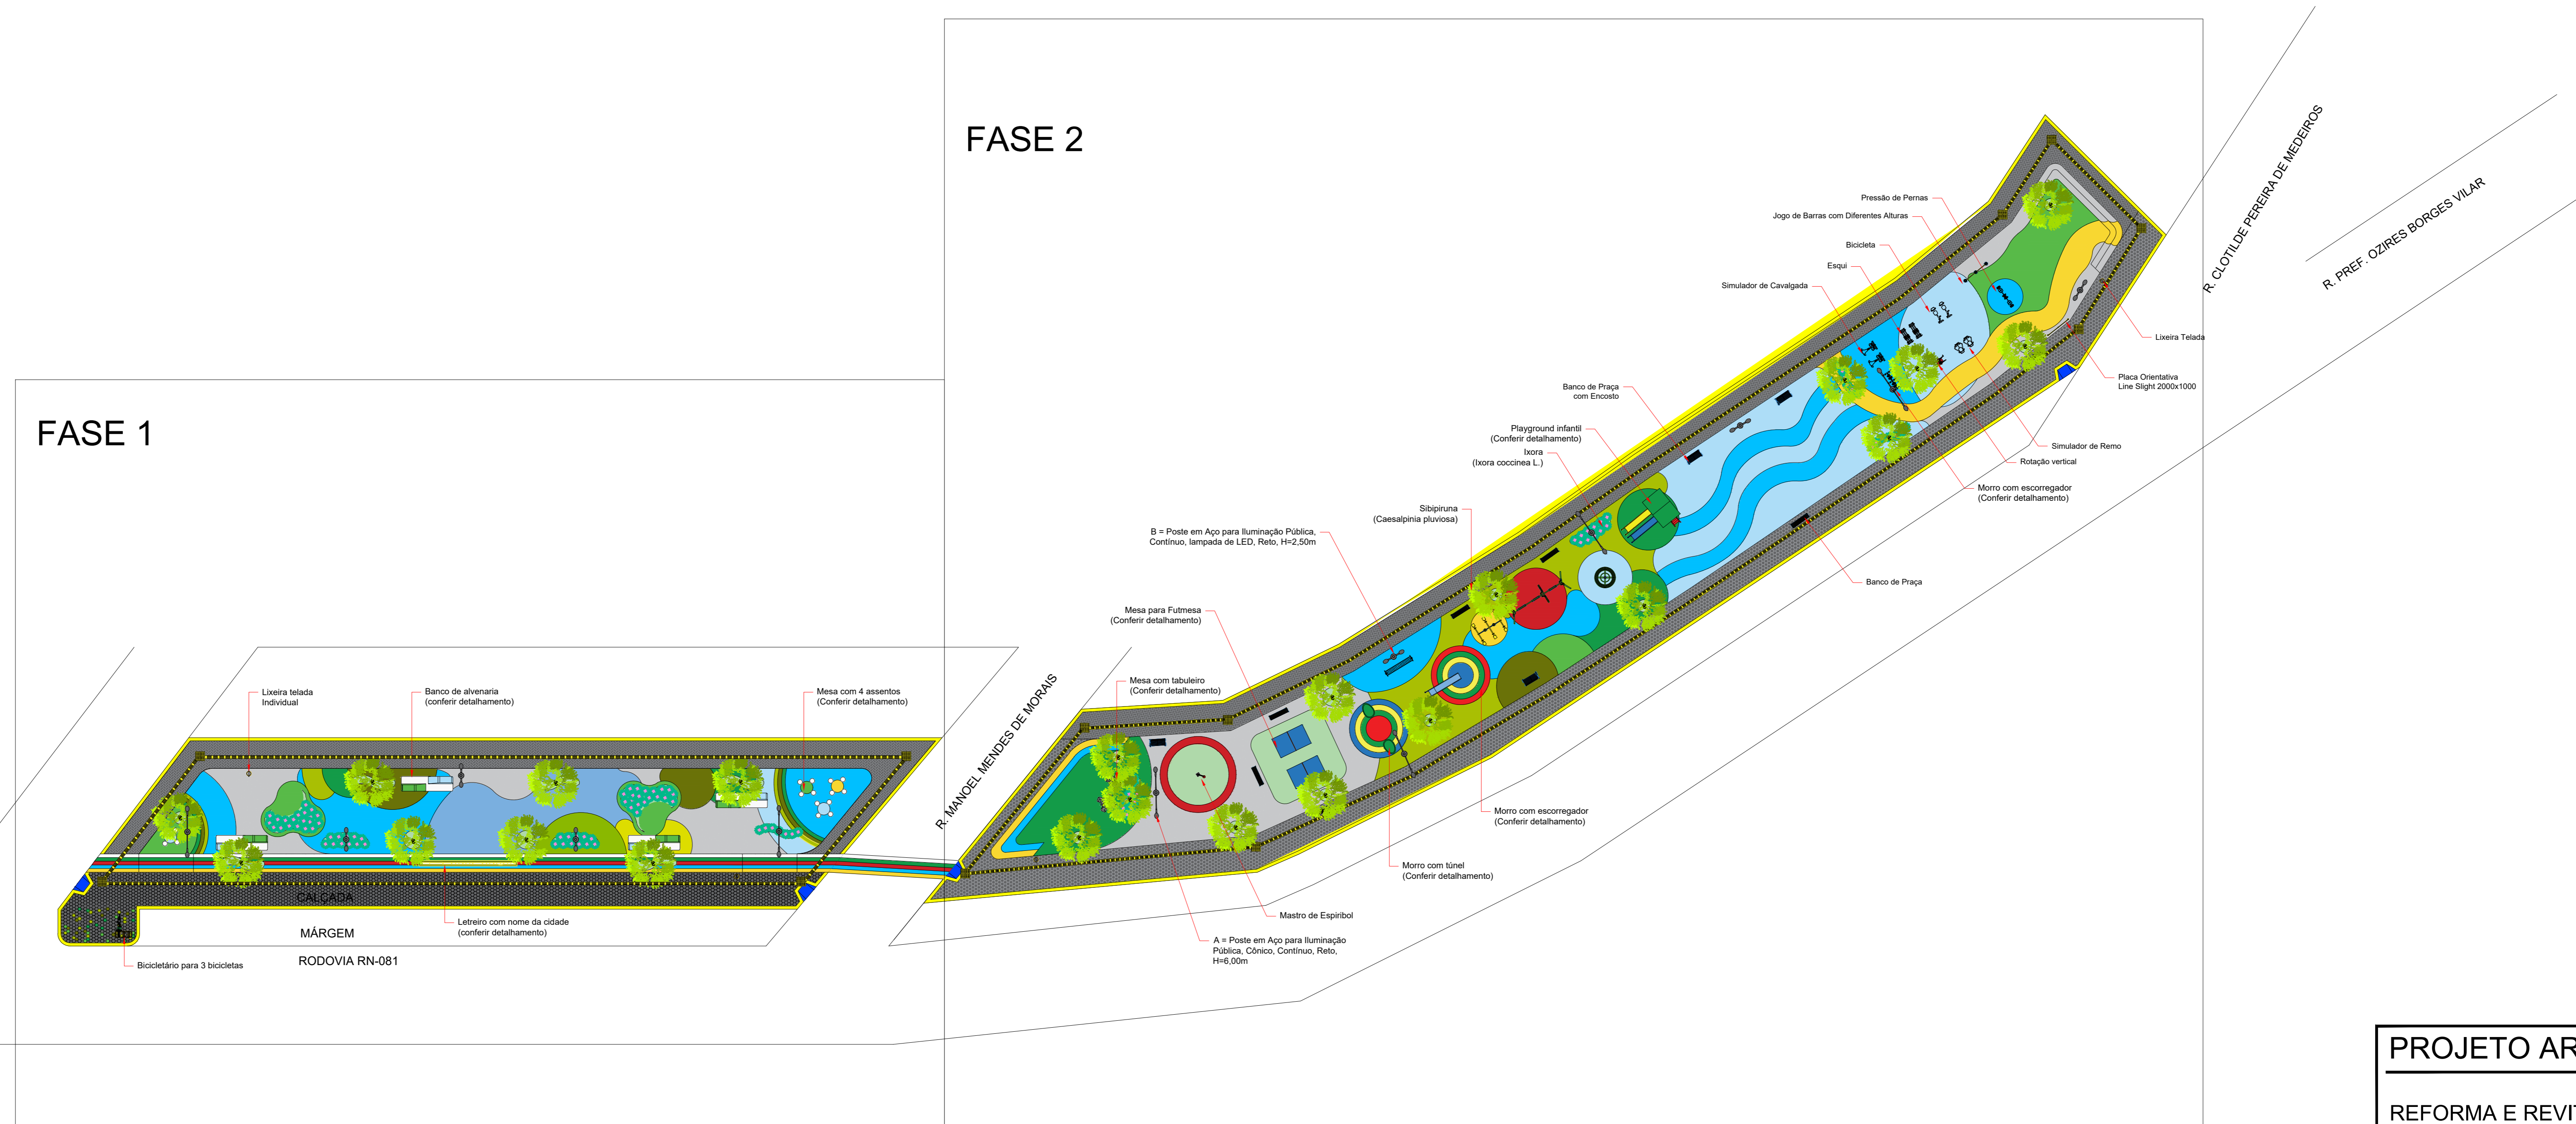 FASE 2
R. CLOTILDE PEREIRA DE MEDEIROS
R. PREF. OZIRES BORGES VILAR
Pressão de Pernas
Jogo de Barras com Diferentes Alturas
Bicicleta
Esqui
Simulador de Cavalgada
Lixeira Telada
Placa Orientativa
Line Slight 2000x1000
Banco de Praça
com Encosto
Playground infantil
(Conferir detalhamento)
Ixora
(Ixora coccinea L.)
Simulador de Remo
Rotação vertical
Morro com escorregador
(Conferir detalhamento)
Sibipiruna
(Caesalpinia pluviosa)
B = Poste em Aço para Iluminação Pública,
Contínuo, lampada de LED, Reto, H=2,50m
Banco de Praça
Mesa para Futmesa
(Conferir detalhamento)
Mesa com tabuleiro
(Conferir detalhamento)
Morro com escorregador
(Conferir detalhamento)
Morro com túnel
(Conferir detalhamento)
Mastro de Espiribol
A = Poste em Aço para Iluminação
Pública, Cônico, Contínuo, Reto,
H=6,00m
R. MANOEL MENDES DE MORAIS
FASE 1
Lixeira telada
Individual
Banco de alvenaria
(conferir detalhamento)
Mesa com 4 assentos
(Conferir detalhamento)
CALÇADA
Letreiro com nome da cidade
(conferir detalhamento)
MÁRGEM
RODOVIA RN-081
Bicicletário para 3 bicicletas
PROJETO AR
REFORMA E REVI